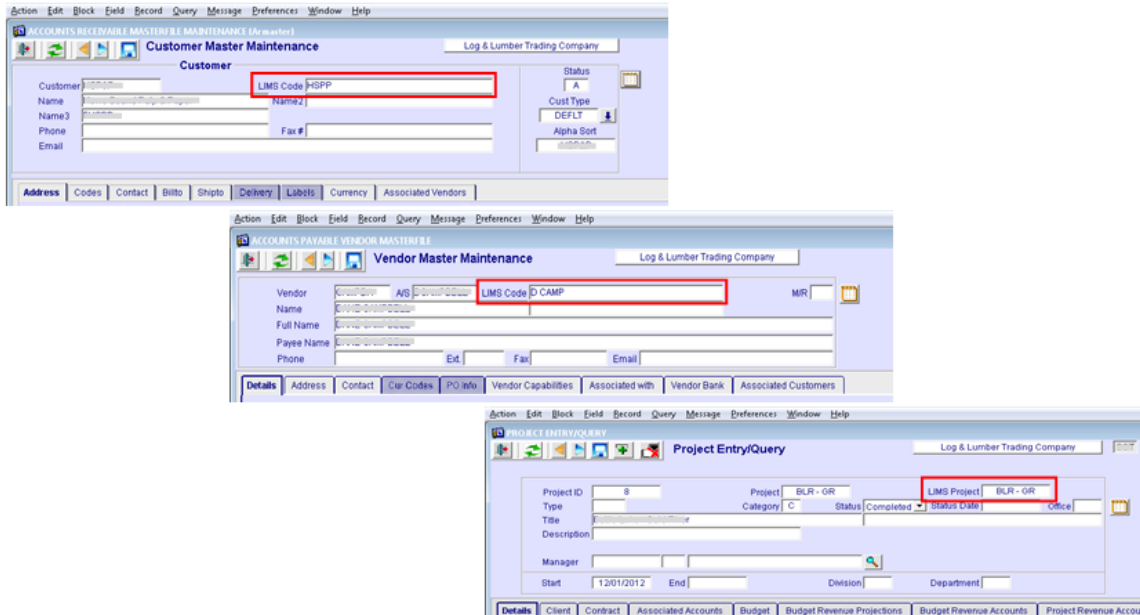 Action Edit Block Field Record Query Message Preferences Window Help
ACCOUNTS RECEIVABLE MASTERFILE MAINTENANCE (Armaster)
Customer Master Maintenance Log & Lumber Trading Company
Customer
Status
Customer LIMS Code HSPP A
Name Name2 Cust Type
Name3 DEFLT
Phone Fax # Alpha Sort
Email
Address Codes Contact Billto Shipto Delivery Labels Currency Associated Vendors
Action Edit Block Field Record Query Message Preferences Window Help
ACCOUNTS PAYABLE VENDOR MASTERFILE
Vendor Master Maintenance Log & Lumber Trading Company
Vendor A/S LIMS Code D CAMP M/R
Name
Full Name
Payee Name
Phone Ext. Fax Email
Details Address Contact Cur Codes PO Info Vendor Capabilities Associated with Vendor Bank Associated Customers
Action Edit Block Field Record Query Message Preferences Window Help
PROJECT ENTRY/QUERY
Project Entry/Query Log & Lumber Trading Company
Project ID 8 Project BLR - GR LIMS Project BLR - GR
Type Category C Status Completed Status Date Office
Title
Description
Manager
Start 12/01/2012 End Division Department
Details Client Contract Associated Accounts Budget Budget Revenue Projections Budget Revenue Accounts Project Revenue Accou